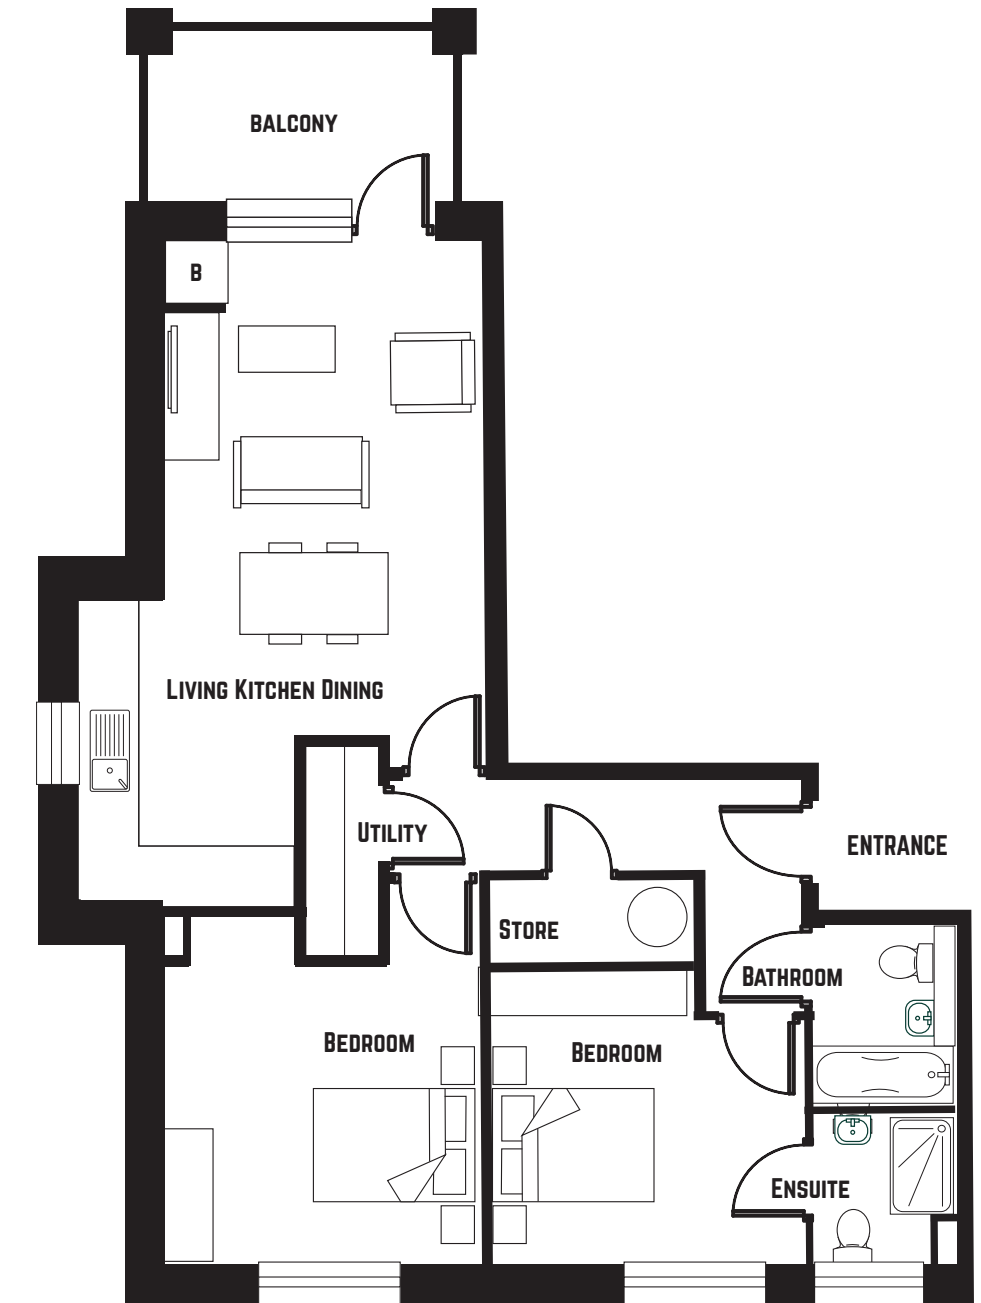 BALCONY
B
LIVING KITCHEN DINING
UTILITY
ENTRANCE
STORE
BATHROOM
BEDROOM
BEDROOM
ENSUITE